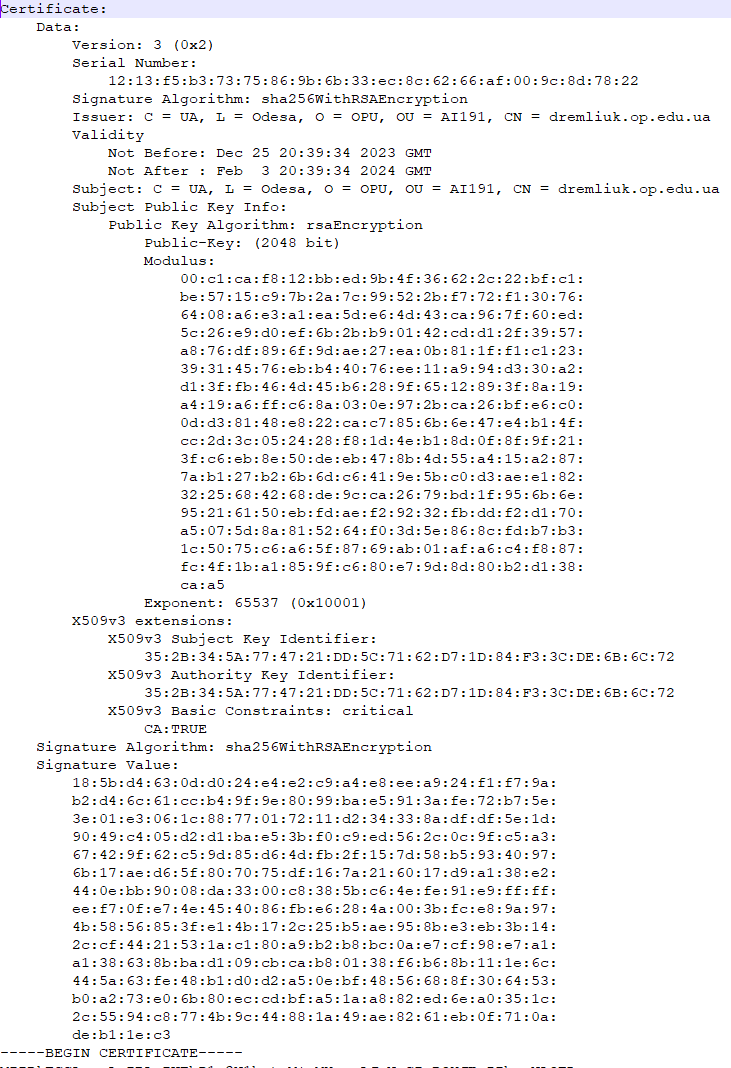 Certificate:
    Data:
        Version: 3 (0x2)
        Serial Number:
            12:13:f5:b3:73:75:86:9b:6b:33:ec:8c:62:66:af:00:9c:8d:78:22
        Signature Algorithm: sha256WithRSAEncryption
        Issuer: C = UA, L = Odesa, O = OPU, OU = AI191, CN = dremliuk.op.edu.ua
        Validity
            Not Before: Dec 25 20:39:34 2023 GMT
            Not After : Feb  3 20:39:34 2024 GMT
        Subject: C = UA, L = Odesa, O = OPU, OU = AI191, CN = dremliuk.op.edu.ua
        Subject Public Key Info:
            Public Key Algorithm: rsaEncryption
                Public-Key: (2048 bit)
                Modulus:
                    00:c1:ca:f8:12:bb:ed:9b:4f:36:62:2c:22:bf:c1:
                    be:57:15:c9:7b:2a:7c:99:52:2b:f7:72:f1:30:76:
                    64:08:a6:e3:a1:ea:5d:e6:4d:43:ca:96:7f:60:ed:
                    5c:26:e9:d0:ef:6b:2b:b9:01:42:cd:d1:2f:39:57:
                    a8:76:df:89:6f:9d:ae:27:ea:0b:81:1f:f1:c1:23:
                    39:31:45:76:eb:b4:40:76:ee:11:a9:94:d3:30:a2:
                    d1:3f:fb:46:4d:45:b6:28:9f:65:12:89:3f:8a:19:
                    a4:19:a6:ff:c6:8a:03:0e:97:2b:ca:26:bf:e6:c0:
                    0d:d3:81:48:e8:22:ca:c7:85:6b:6e:47:e4:b1:4f:
                    cc:2d:3c:05:24:28:f8:1d:4e:b1:8d:0f:8f:9f:21:
                    3f:c6:eb:8e:50:de:eb:47:8b:4d:55:a4:15:a2:87:
                    7a:b1:27:b2:6b:6d:c6:41:9e:5b:c0:d3:ae:e1:82:
                    32:25:68:42:68:de:9c:ca:26:79:bd:1f:95:6b:6e:
                    95:21:61:50:eb:fd:ae:f2:92:32:fb:dd:f2:d1:70:
                    a5:07:5d:8a:81:52:64:f0:3d:5e:86:8c:fd:b7:b3:
                    1c:50:75:c6:a6:5f:87:69:ab:01:af:a6:c4:f8:87:
                    fc:4f:1b:a1:85:9f:c6:80:e7:9d:8d:80:b2:d1:38:
                    ca:a5
                Exponent: 65537 (0x10001)
        X509v3 extensions:
            X509v3 Subject Key Identifier:
                35:2B:34:5A:77:47:21:DD:5C:71:62:D7:1D:84:F3:3C:DE:6B:6C:72
            X509v3 Authority Key Identifier:
                35:2B:34:5A:77:47:21:DD:5C:71:62:D7:1D:84:F3:3C:DE:6B:6C:72
            X509v3 Basic Constraints: critical
                CA:TRUE
    Signature Algorithm: sha256WithRSAEncryption
    Signature Value:
        18:5b:d4:63:0d:d0:24:e4:e2:c9:a4:e8:ee:a9:24:f1:f7:9a:
        b2:d4:6c:61:cc:b4:9f:9e:80:99:ba:e5:91:3a:fe:72:b7:5e:
        3e:01:e3:06:1c:88:77:01:72:11:d2:34:33:8a:df:df:5e:1d:
        90:49:c4:05:d2:d1:ba:e5:3b:f0:c9:ed:56:2c:0c:9f:c5:a3:
        67:42:9f:62:c5:9d:85:d6:4d:fb:2f:15:7d:58:b5:93:40:97:
        6b:17:ae:d6:5f:80:70:75:df:16:7a:21:60:17:d9:a1:38:e2:
        44:0e:bb:90:08:da:33:00:c8:38:5b:c6:4e:fe:91:e9:ff:ff:
        ee:f7:0f:e7:4e:45:40:86:fb:e6:28:4a:00:3b:fc:e8:9a:97:
        4b:58:56:85:3f:e1:4b:17:2c:25:b5:ae:95:8b:e3:eb:3b:14:
        2c:cf:44:21:53:1a:c1:80:a9:b2:b8:bc:0a:e7:cf:98:e7:a1:
        a1:38:63:8b:ba:d1:09:cb:ca:b8:01:38:f6:b6:8b:11:1e:6c:
        44:5a:63:fe:48:b1:d0:d2:a5:0e:bf:48:56:68:8f:30:64:53:
        b0:a2:73:e0:6b:80:ec:cd:bf:a5:1a:a8:82:ed:6e:a0:35:1c:
        2c:55:94:c8:77:4b:9c:44:88:1a:49:ae:82:61:eb:0f:71:0a:
        de:b1:1e:c3
-----BEGIN CERTIFICATE-----